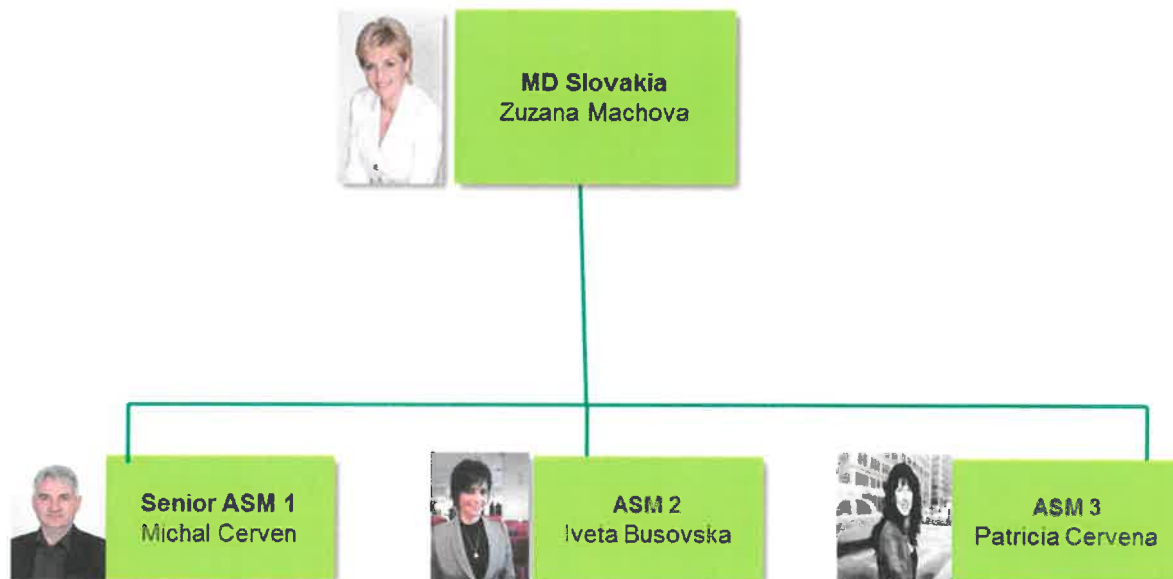 MD Slovakia
Zuzana Machova
Senior ASM 1
Michal Cerven
ASM 2
Iveta Busovska
ASM 3
Patricia Cervena